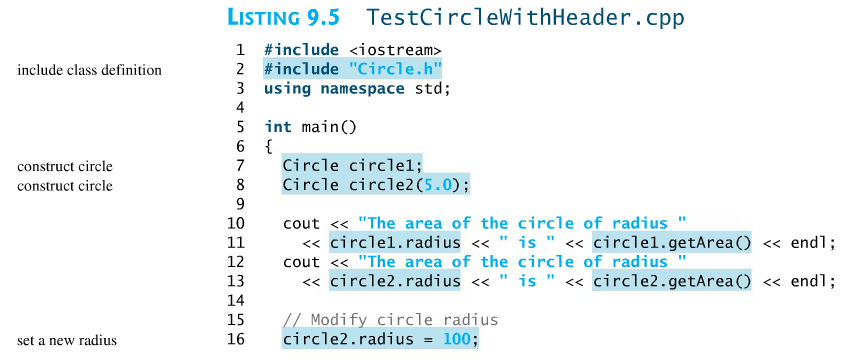 LISTING 9.5 TestCircleWithHeader.cpp
1 #include <iostream>
include class definition 2 #include "Circle.h"
3 using namespace std;
4
5 int main()
6 {
construct circle 7 Circle circle1;
construct circle 8 Circle circle2(5.0);
9
10 cout << "The area of the circle of radius "
11 << circle1.radius << " is " << circle1.getArea() << endl;
12 cout << "The area of the circle of radius "
13 << circle2.radius << " is " << circle2.getArea() << endl;
14
15 // Modify circle radius
set a new radius 16 circle2.radius = 100;